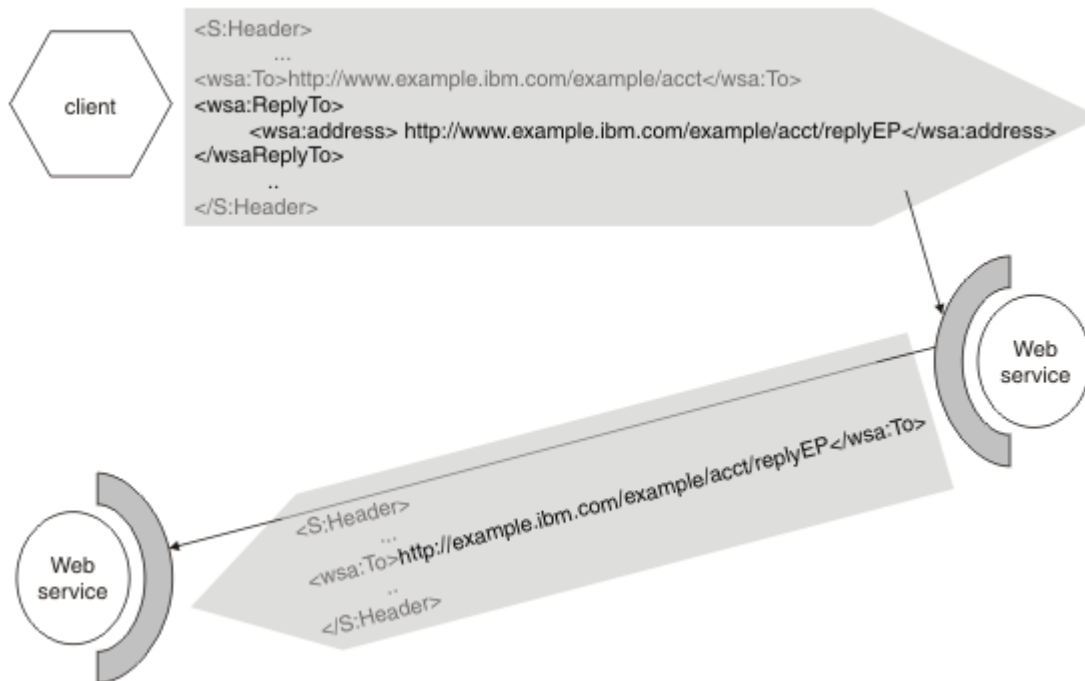 client
<S:Header>
...
<wsa:To>http://www.example.ibm.com/example/acct</wsa:To>
<wsa:ReplyTo>
<wsa:address> http://www.example.ibm.com/example/acct/replyEP</wsa:address>
</wsaReplyTo>
..
</S:Header>
Web
service
<S:Header>
...
<wsa:To>http://example.ibm.com/example/acct/replyEP</wsa:To>
..
</S:Header>
Web
service